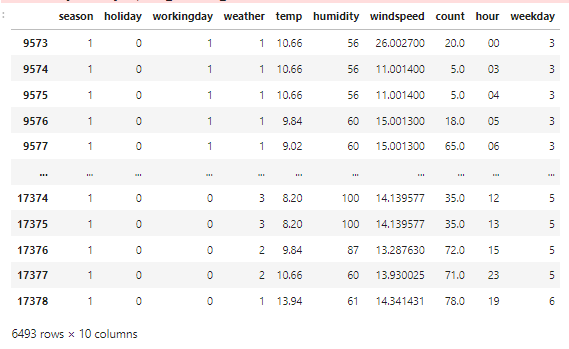 season holiday workingday weather temp humidity windspeed count hour weekday
9573 1 0 1 1 10.66 56 26.002700 20.0 00 3
9574 1 0 1 1 10.66 56 11.001400 5.0 03 3
9575 1 0 1 1 10.66 56 11.001400 5.0 04 3
9576 1 0 1 1 9.84 60 15.001300 18.0 05 3
9577 1 0 1 1 9.02 60 15.001300 65.0 06 3
... ... ... ... ... ... ... ... ... ... ...
17374 1 0 0 3 8.20 100 14.139577 35.0 12 5
17375 1 0 0 3 8.20 100 14.139577 35.0 13 5
17376 1 0 0 2 9.84 87 13.287630 72.0 15 5
17377 1 0 0 2 10.66 60 13.930025 71.0 23 5
17378 1 0 0 1 13.94 61 14.341431 78.0 19 6
6493 rows × 10 columns